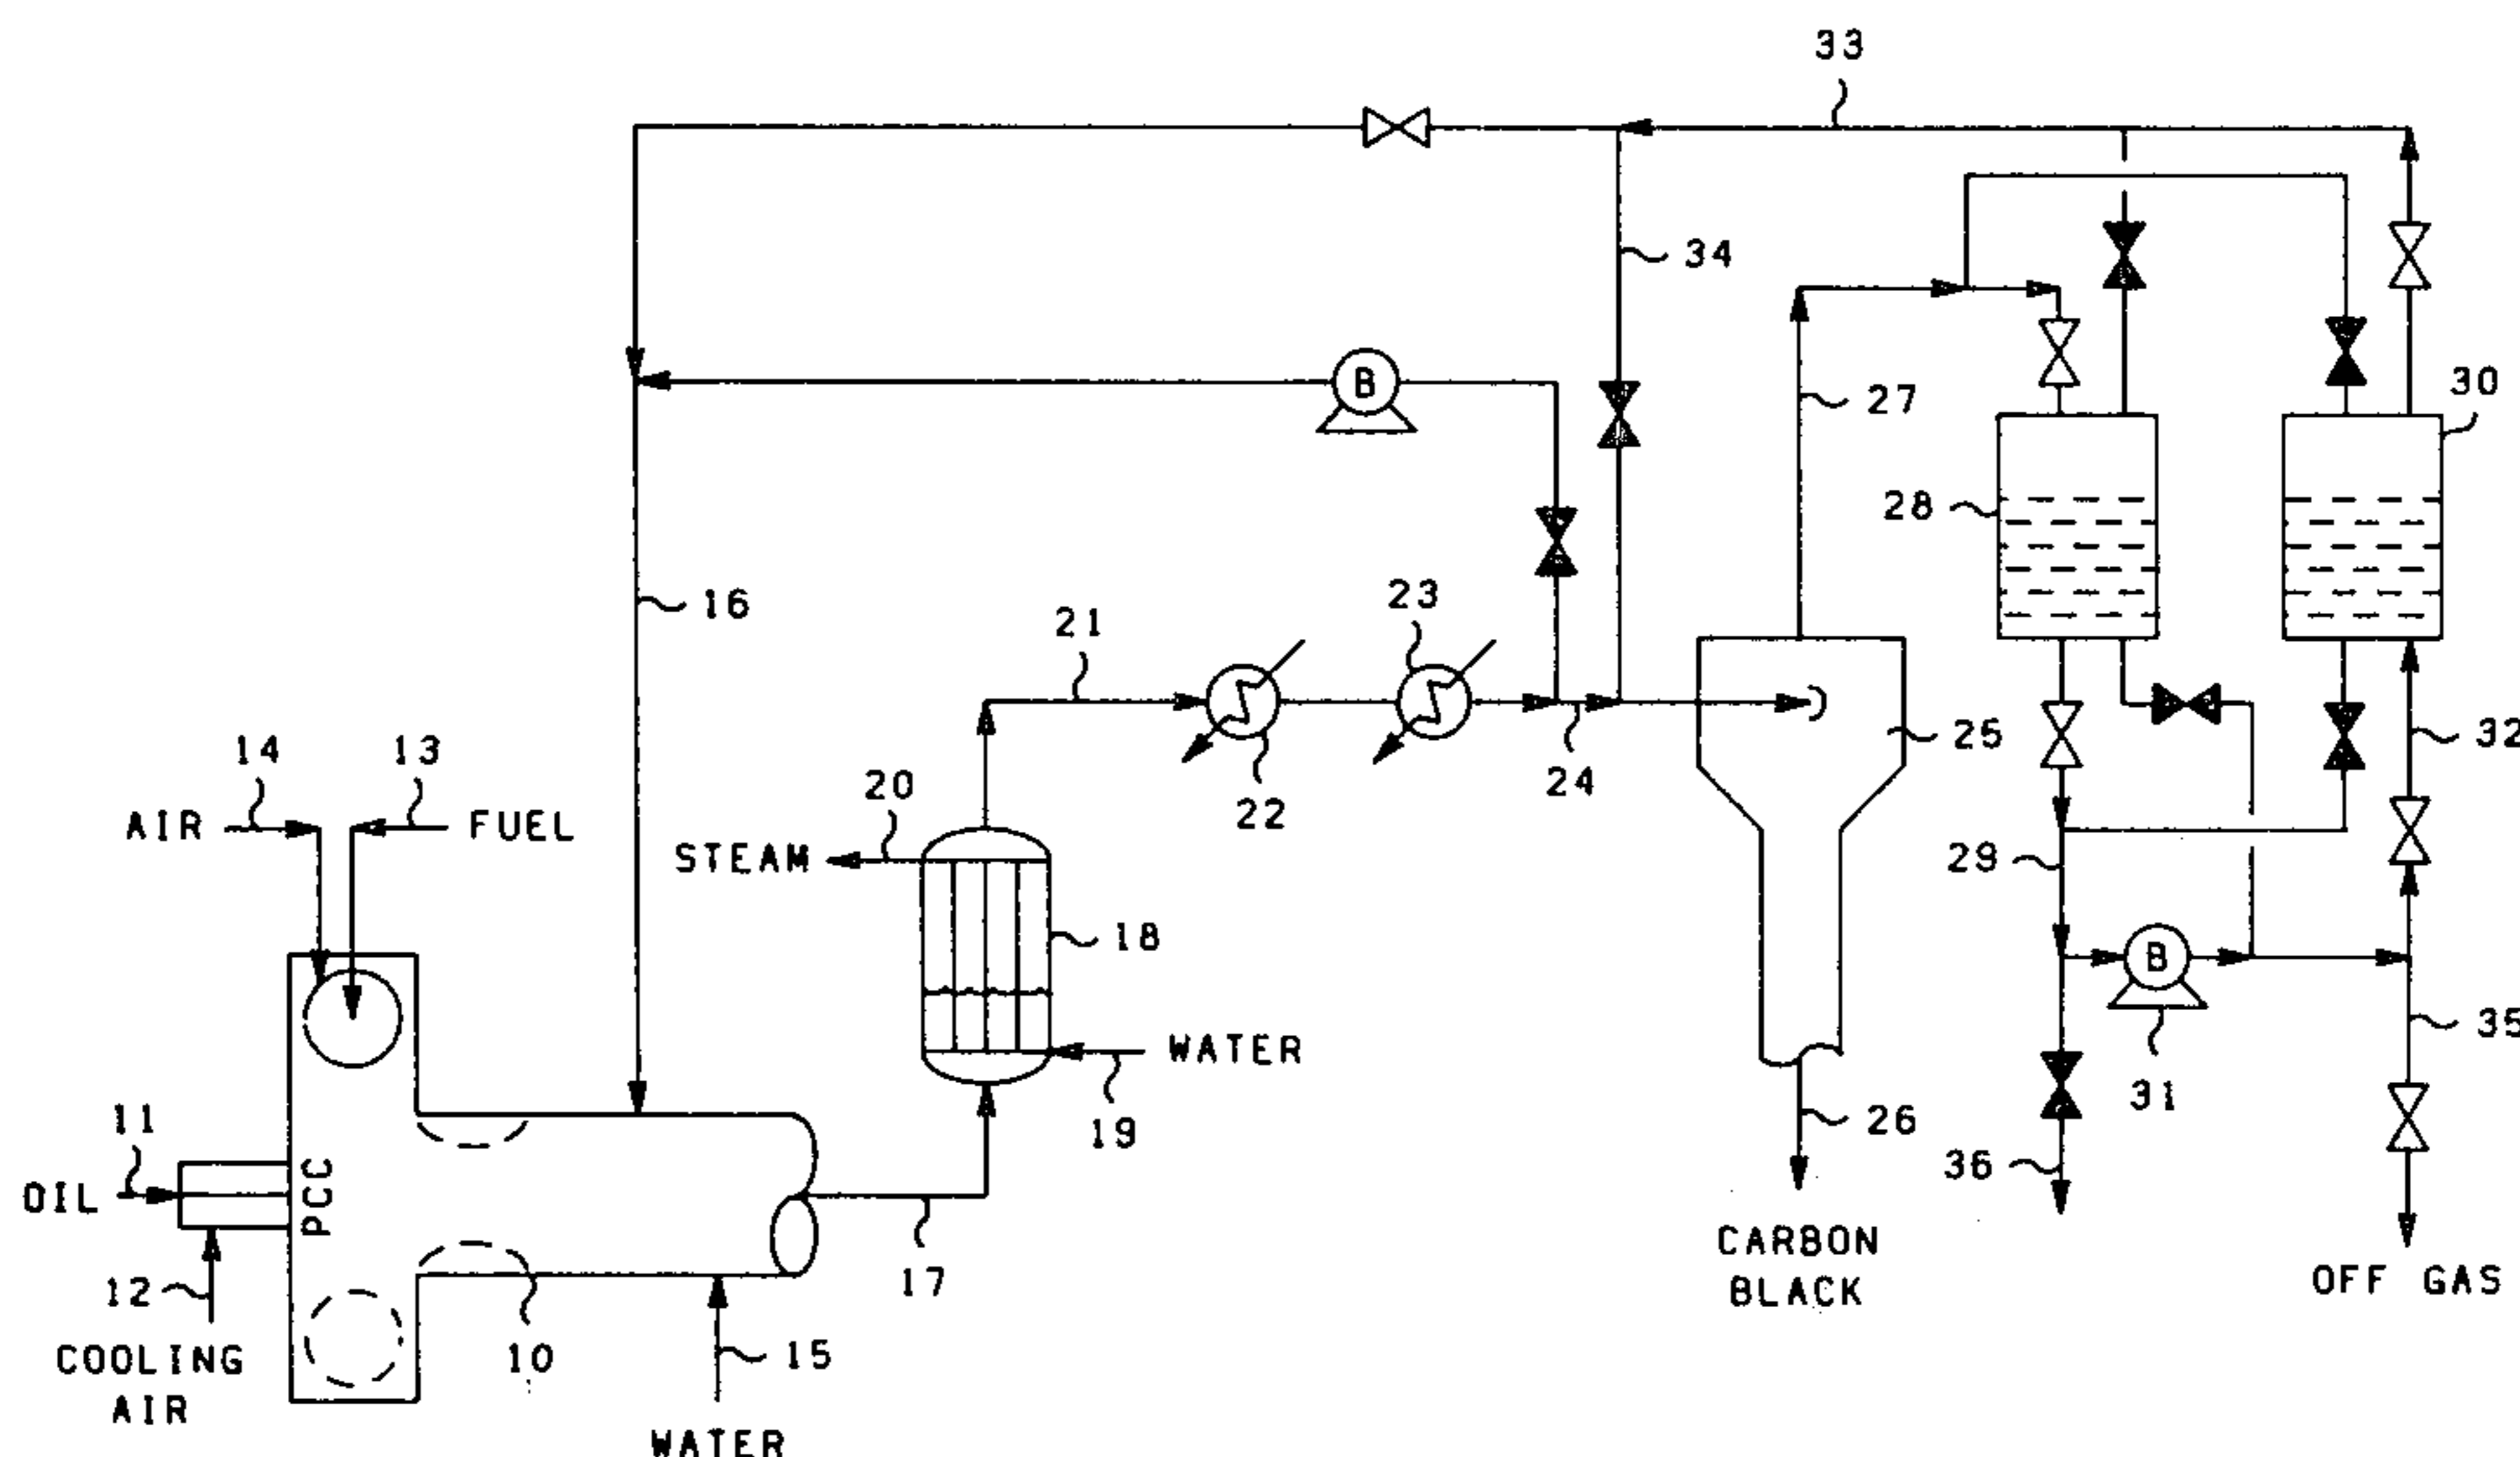 33
34
B
27
30
28
16
23
21
25
32
14
13
24
20
22
AIR
FUEL
STEAM
29
18
B
35
WATER
31
11
19
26
36
PCC
OIL
CARBON
BLACK
17
12
OFF GAS
10
15
COOLING
AIR
WATER